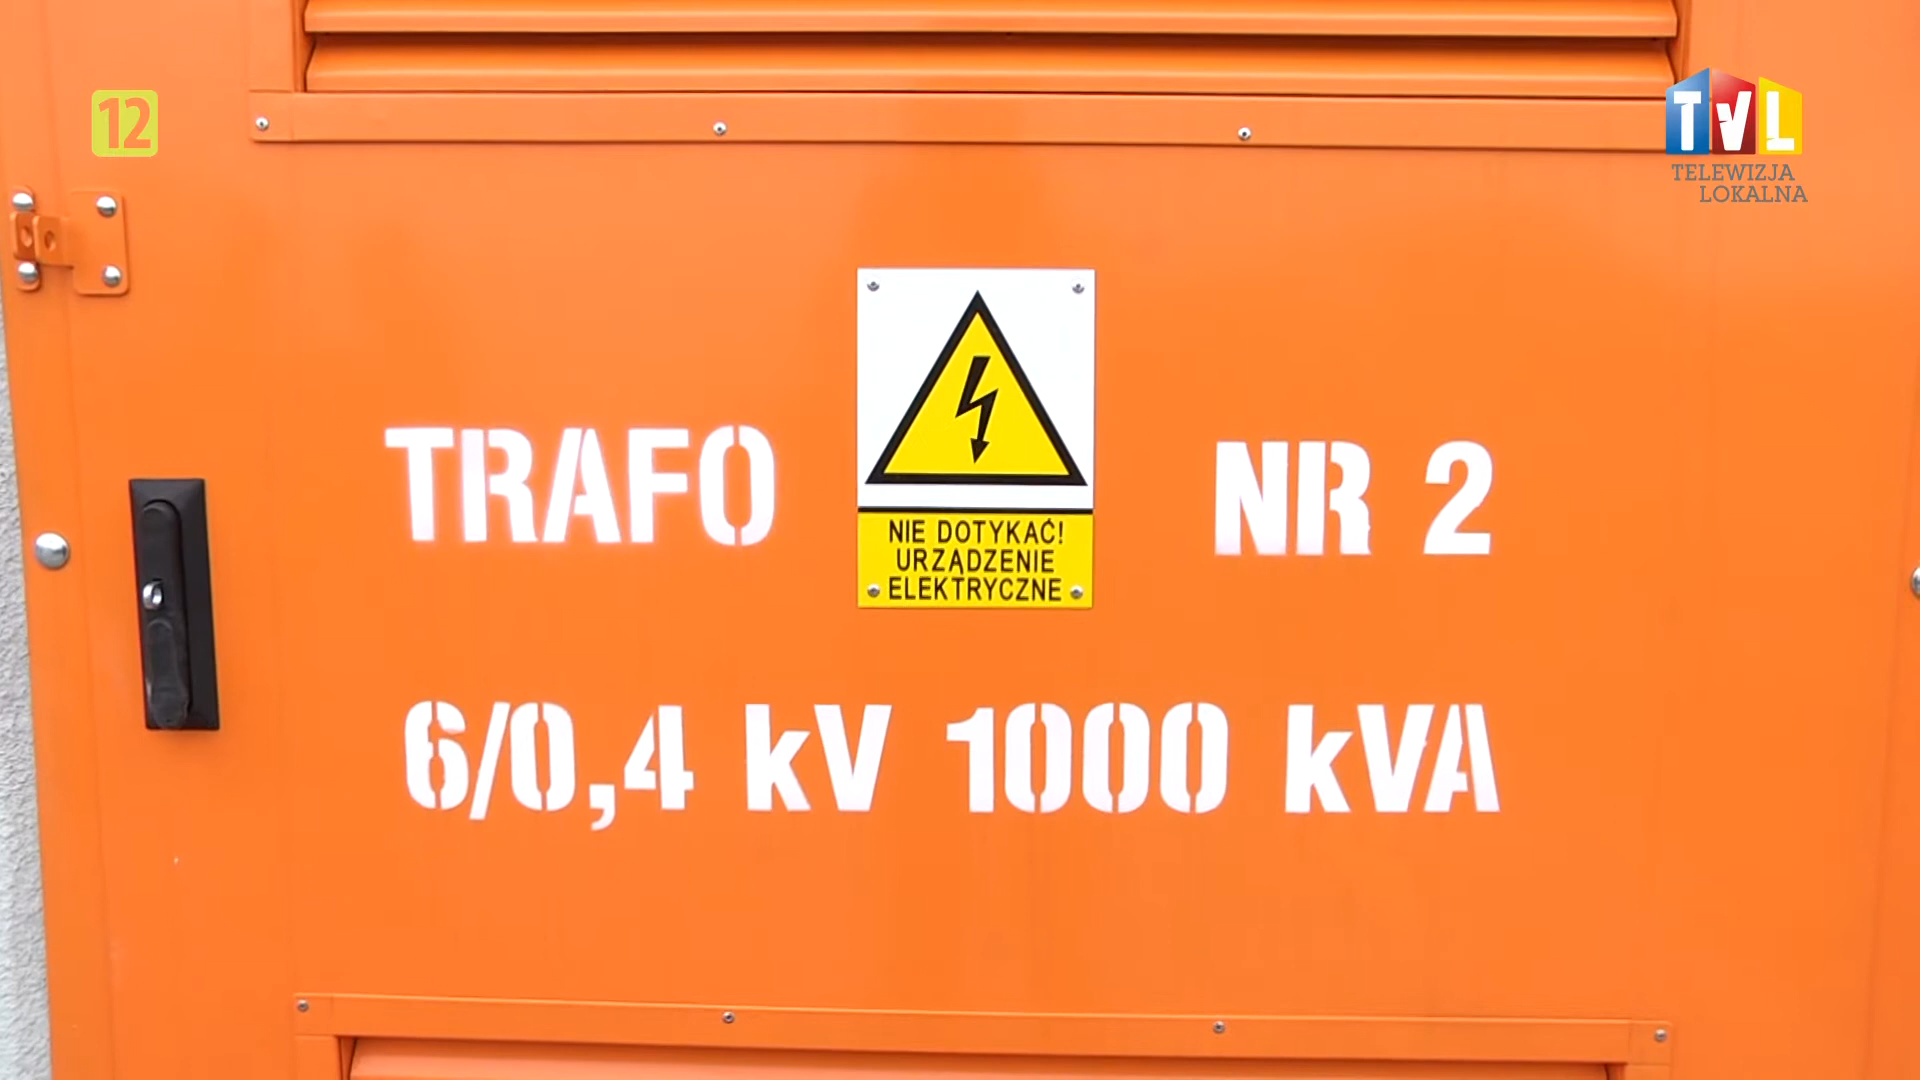 12
TVL
TELEWIZJA
LOKALNA
TRAFO
NR 2
NIE DOTYKAĆ!
URZĄDZENIE
ELEKTRYCZNE
6/0,4 kV 1000 kVA